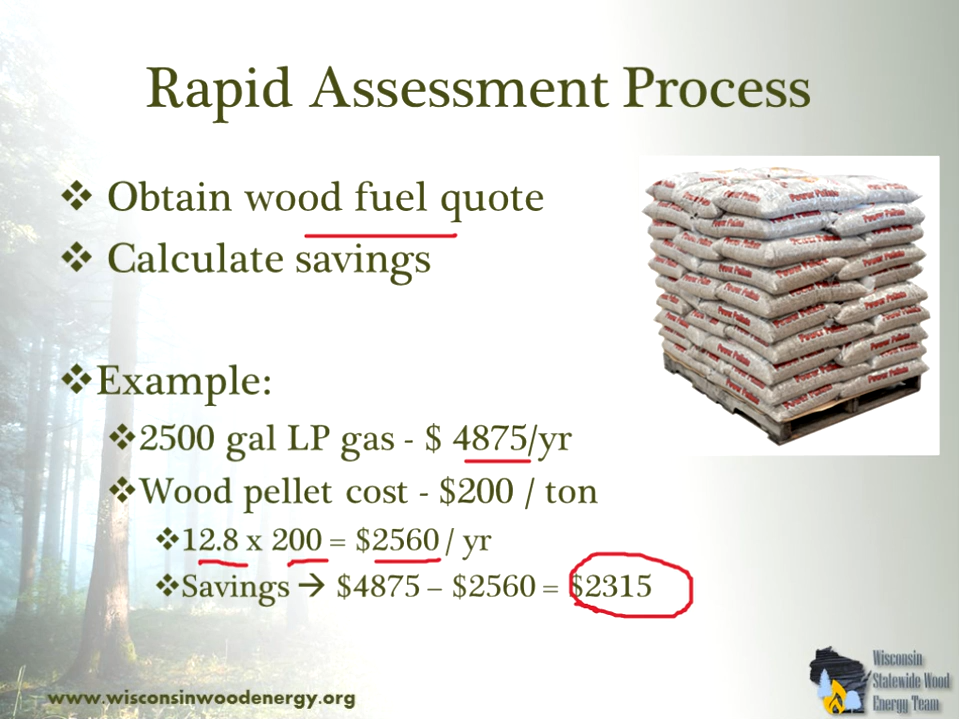 Rapid Assessment Process
❖ Obtain wood fuel quote
❖ Calculate savings
❖Example:
❖2500 gal LP gas - $ 4875/yr
❖Wood pellet cost - $200 / ton
❖12.8 x 200 = $2560 / yr
❖Savings → $4875 – $2560 = $2315
www.wisconsinwoodenergy.org
Wisconsin
Statewide Wood
Energy Team